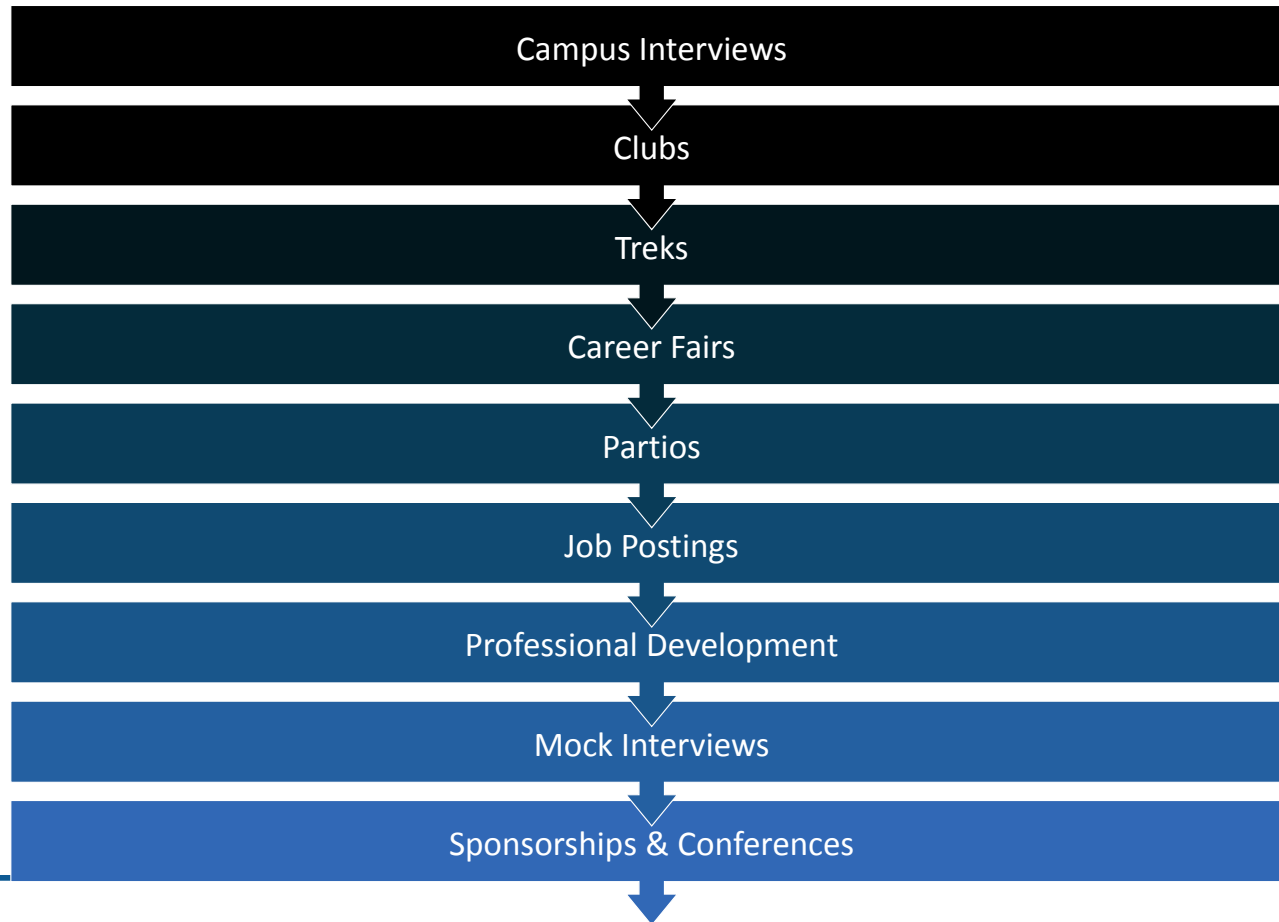 Campus Interviews
Clubs
Treks
Career Fairs
Partios
Job Postings
Professional Development
Mock Interviews
Sponsorships & Conferences